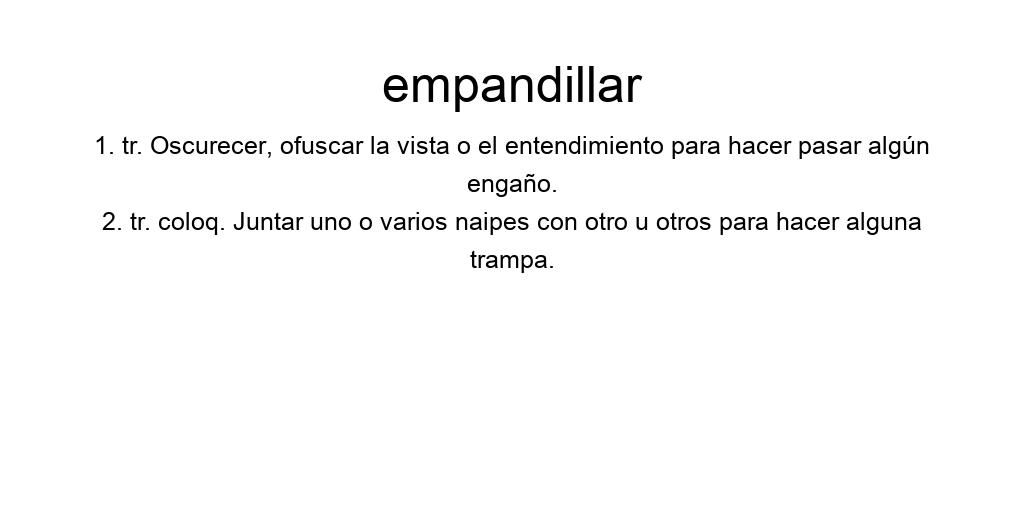 empandillar
1. tr. Oscurecer, ofuscar la vista o el entendimiento para hacer pasar algún
engaño.
2. tr. coloq. Juntar uno o varios naipes con otro u otros para hacer alguna
trampa.